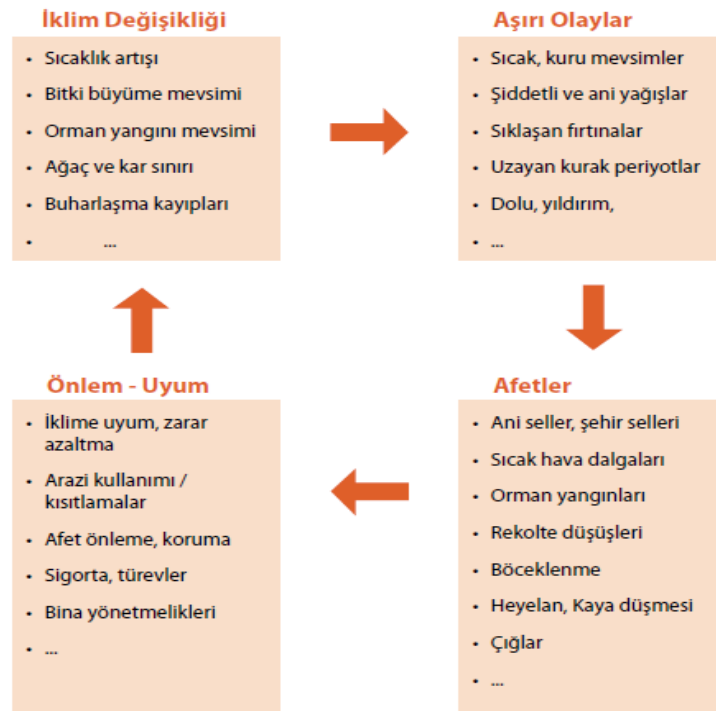 İklim Değişikliği
• Sıcaklık artışı
• Bitki büyüme mevsimi
• Orman yangını mevsimi
• Ağaç ve kar sınırı
• Buharlaşma kayıpları
• ...
Aşırı Olaylar
• Sıcak, kuru mevsimler
• Şiddetli ve ani yağışlar
• Sıklaşan fırtınalar
• Uzayan kurak periyotlar
• Dolu, yıldırım,
• ...
Önlem - Uyum
• İklime uyum, zarar
azaltma
• Arazi kullanımı /
kısıtlamalar
• Afet önleme, koruma
• Sigorta, türevler
• Bina yönetmelikleri
• ...
Afetler
• Ani seller, şehir selleri
• Sıcak hava dalgaları
• Orman yangınları
• Rekolte düşüşleri
• Böceklenme
• Heyelan, Kaya düşmesi
• Çığlar
• ...